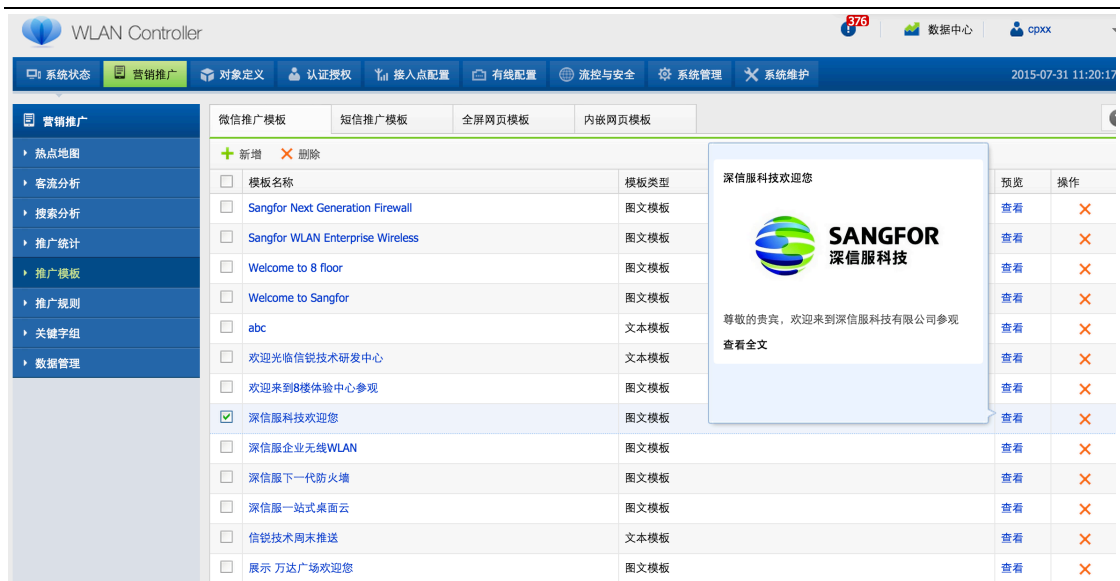 WLAN Controller
376
数据中心
cpxx
系统状态
营销推广
对象定义
认证授权
接入点配置
有线配置
流控与安全
系统管理
系统维护
2015-07-31 11:20:17
营销推广
热点地图
客流分析
搜索分析
推广统计
推广模板
推广规则
关键字组
数据管理
微信推广模板
短信推广模板
全屏网页模板
内嵌网页模板
新增
删除
模板名称 模板类型 预览 操作
Sangfor Next Generation Firewall 图文模板 查看
Sangfor WLAN Enterprise Wireless 图文模板 查看
Welcome to 8 floor 图文模板 查看
Welcome to Sangfor 图文模板 查看
abc 文本模板 查看
欢迎光临信锐技术研发中心 文本模板 查看
欢迎来到8楼体验中心参观 图文模板 查看
深信服科技欢迎您 图文模板 查看
深信服企业无线WLAN 图文模板 查看
深信服下一代防火墙 图文模板 查看
深信服一站式桌面云 图文模板 查看
信锐技术周末推送 文本模板 查看
展示 万达广场欢迎您 图文模板 查看
深信服科技欢迎您
SANGFOR
深信服科技
尊敬的贵宾，欢迎来到深信服科技有限公司参观
查看全文